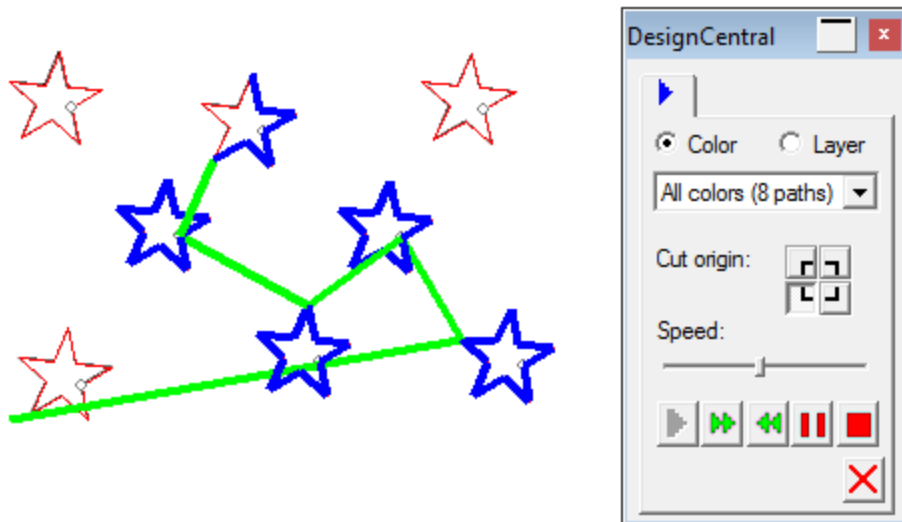 DesignCentral
Color Layer
All colors (8 paths)
Cut origin:
Speed: